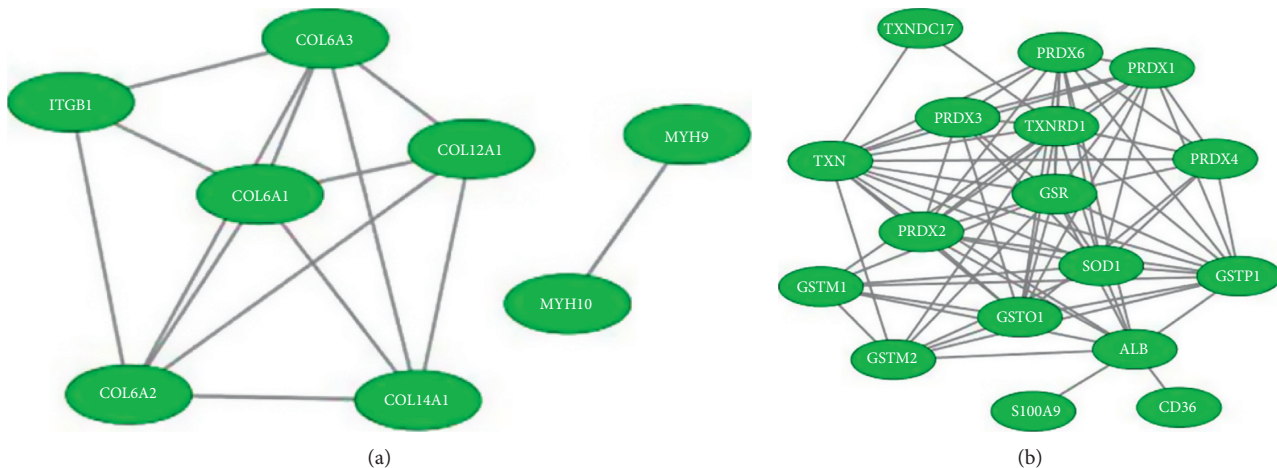 COL6A3
ITGB1
COL12A1
COL6A1
COL6A2
COL14A1
MYH9
MYH10
(a)
TXNDC17
PRDX6
PRDX1
PRDX3
TXNRD1
TXN
PRDX4
GSR
PRDX2
SOD1
GSTP1
GSTM1
GSTO1
GSTM2
ALB
S100A9
CD36
(b)